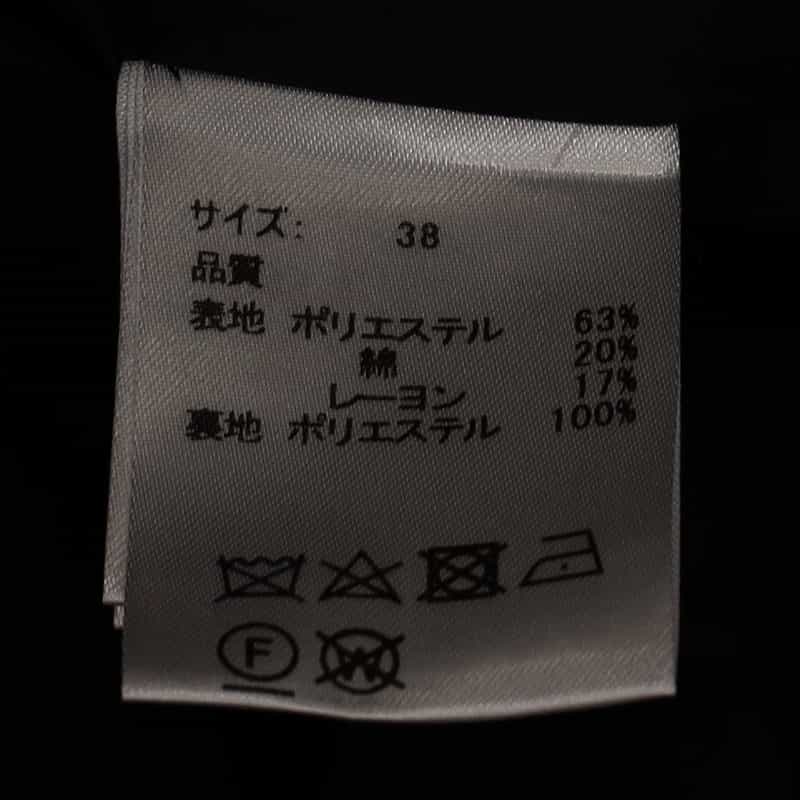 サイズ: 38
品質
表地 ポリエステル 63%
綿 20%
レーヨン 17%
裏地 ポリエステル 100%
F
W